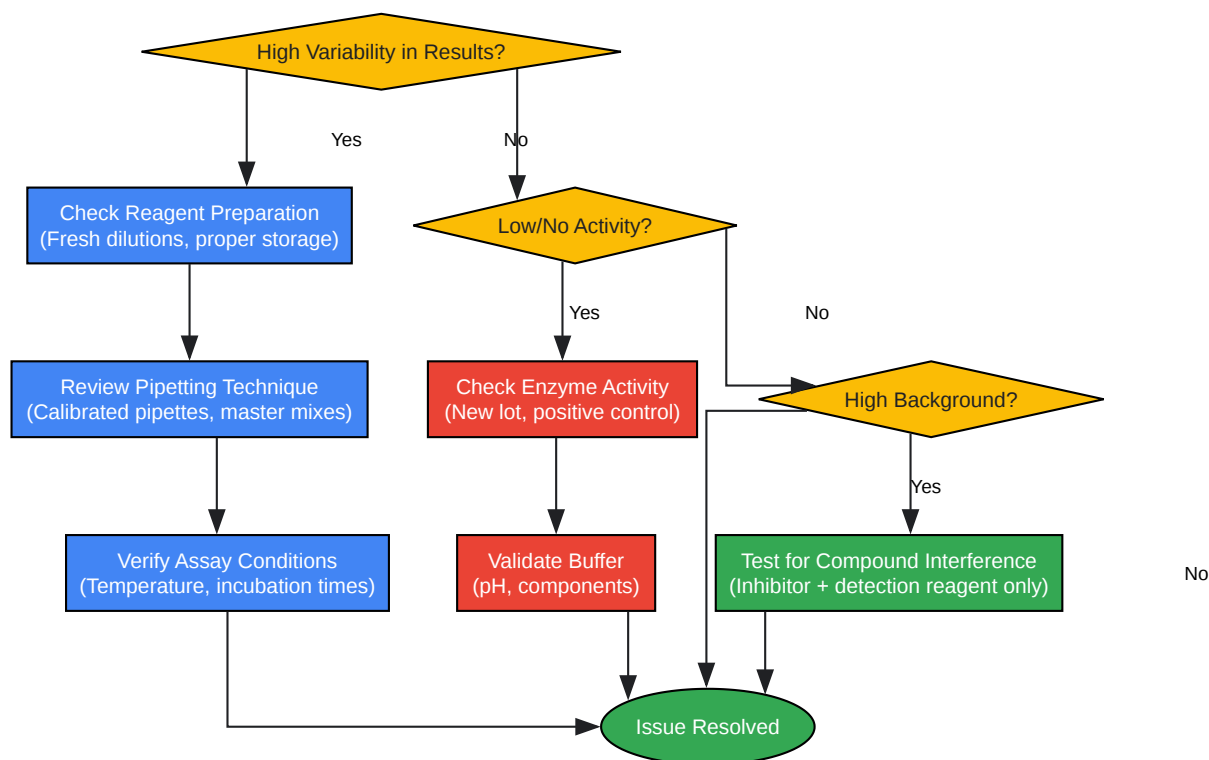 High Variability in Results?
Yes
No
Check Reagent Preparation
(Fresh dilutions, proper storage)
Low/No Activity?
Yes
No
Review Pipetting Technique
(Calibrated pipettes, master mixes)
Check Enzyme Activity
(New lot, positive control)
High Background?
Yes
Verify Assay Conditions
(Temperature, incubation times)
Validate Buffer
(pH, components)
Test for Compound Interference
(Inhibitor + detection reagent only)
No
Issue Resolved